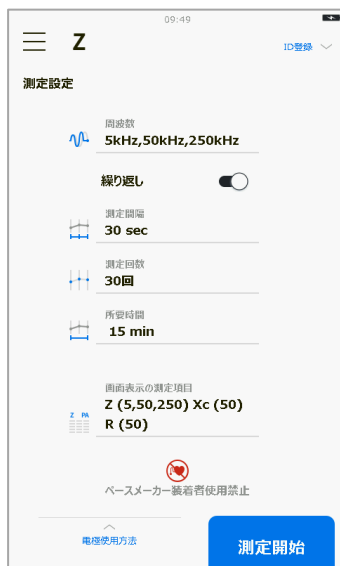 09:49
Z
ID登録
測定設定
周波数
5kHz,50kHz,250kHz
繰り返し
測定間隔
30 sec
測定回数
30回
所要時間
15 min
画面表示の測定項目
Z (5,50,250) Xc (50)
R (50)
Z PA
ペースメーカー装着者使用禁止
電極使用方法
測定開始